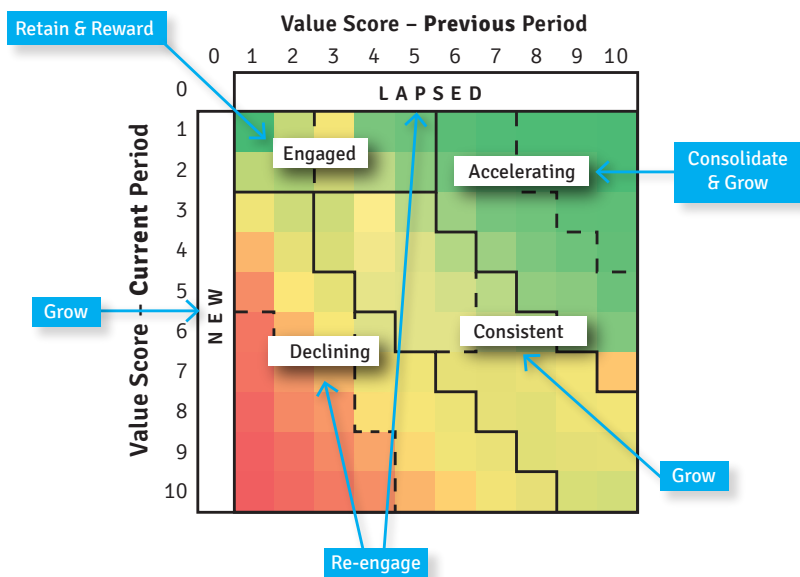 Value Score – Previous Period
Retain & Reward
0 1 2 3 4 5 6 7 8 9 10
0
LAPSED
1
Engaged
2
Accelerating
Consolidate
& Grow
3
4
5
Value Score – Current Period
Grow
NEW
6
Consistent
Declining
7
8
9
Grow
10
Re-engage